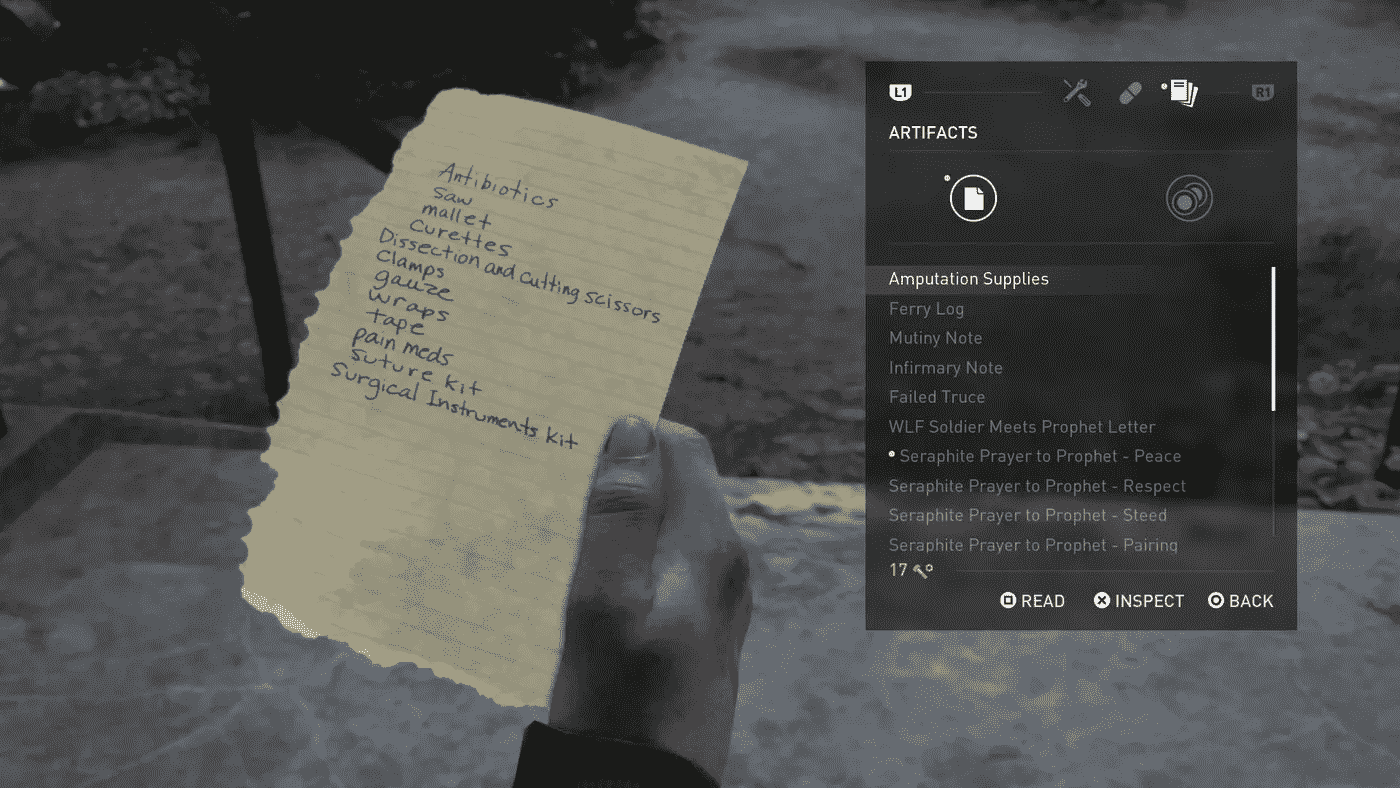 Antibiotics
Saw
mallet
Curettes
Dissection and cutting scissors
Clamps
gauze
wraps
tape
pain meds
Suture kit
Surgical Instruments kit
L1
R1
ARTIFACTS
Amputation Supplies
Ferry Log
Mutiny Note
Infirmary Note
Failed Truce
WLF Soldier Meets Prophet Letter
Seraphite Prayer to Prophet - Peace
Seraphite Prayer to Prophet - Respect
Seraphite Prayer to Prophet - Steed
Seraphite Prayer to Prophet - Pairing
17
READ INSPECT BACK